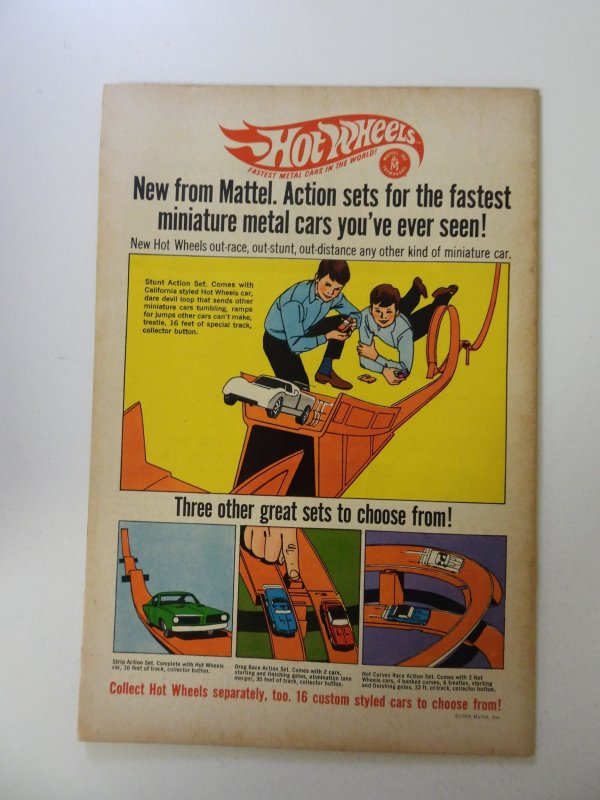 HOT WHEELS
FASTEST METAL CARS IN THE WORLD!
MATTEL, INC.
M
TOYMAKERS
New from Mattel. Action sets for the fastest
miniature metal cars you've ever seen!
New Hot Wheels out-race, out-stunt, out-distance any other kind of miniature car.
Stunt Action Set. Comes with
California styled Hot Wheels car,
dare devil loop that sends other
miniature cars tumbling, ramps
for jumps other cars can't make,
trestle, 16 feet of special track,
collector button.
Three other great sets to choose from!
Strip Action Set. Complete with Hot Wheels
car, 10 feet of track, collector button.
Drag Race Action Set. Comes with 2 cars,
starting and finishing gates, elimination lane
merger, 30 feet of track, collector button.
Hot Curves Race Action Set. Comes with 2 Hot
Wheels cars, 4 banked curves, 6 trestles, starting
and finishing gates, 22 ft. of track, collector button.
Collect Hot Wheels separately, too. 16 custom styled cars to choose from!
©1968 Mattel, Inc.